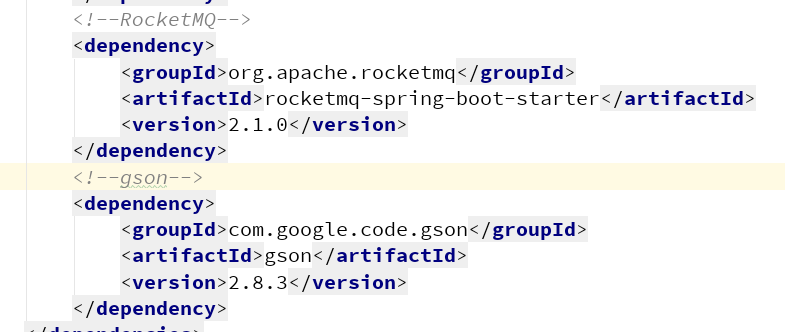 <!--RocketMQ-->
<dependency>
<groupId>org.apache.rocketmq</groupId>
<artifactId>rocketmq-spring-boot-starter</artifactId>
<version>2.1.0</version>
</dependency>
<!--gson-->
<dependency>
<groupId>com.google.code.gson</groupId>
<artifactId>gson</artifactId>
<version>2.8.3</version>
</dependency>
</dependencies>